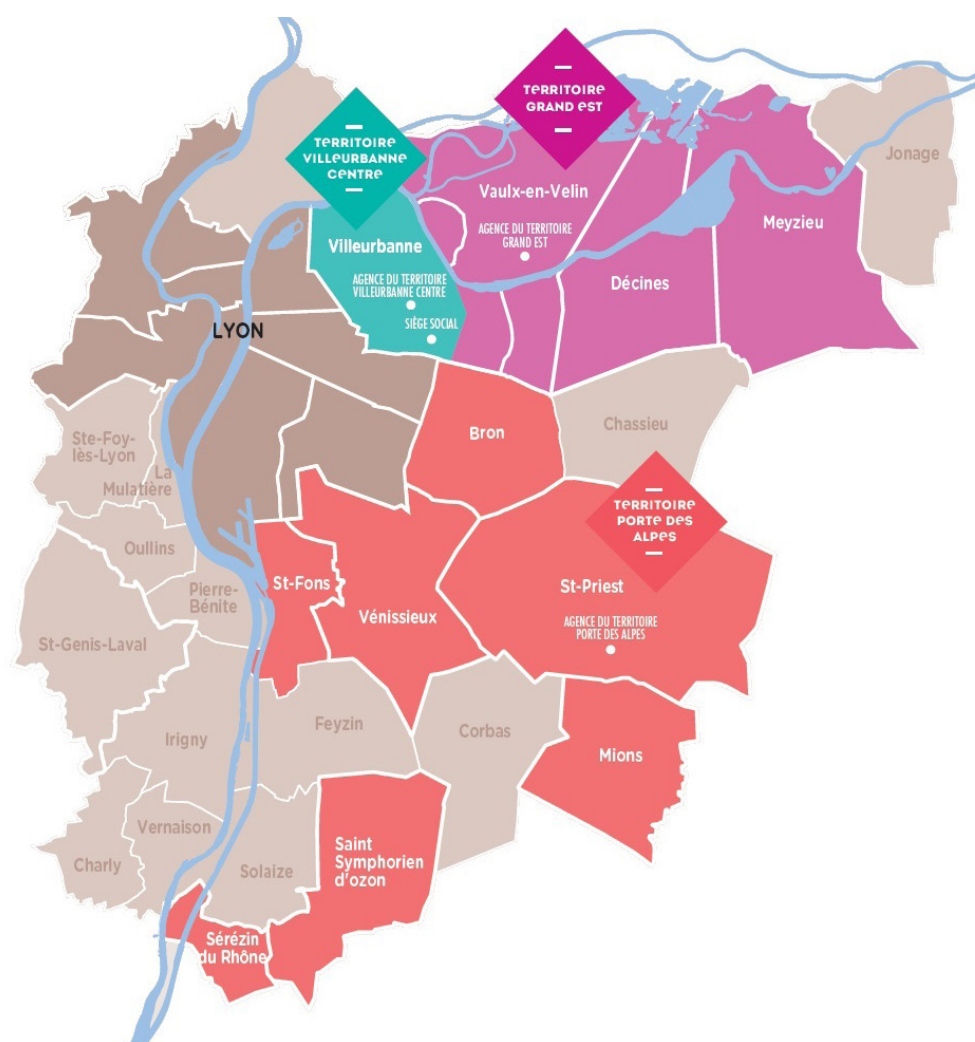 TERRITOIRE
GRAND EST
TERRITOIRE
VILLEURBANNE
CENTRE
Jonage
Vaulx-en-Velin
Meyzieu
AGENCE DU TERRITOIRE
GRAND EST
Villeurbanne
AGENCE DU TERRITOIRE
VILLEURBANNE CENTRE
Décines
SIÈGE SOCIAL
LYON
Bron
Chassieu
Ste-Foy-
lès-Lyon
La
Mulatière
TERRITOIRE
PORTE DES
ALPES
Oullins
Pierre-
Bénite
St-Fons
St-Priest
Vénissieux
AGENCE DU TERRITOIRE
PORTE DES ALPES
St-Genis-Laval
Irigny
Feyzin
Corbas
Mions
Vernaison
Charly
Solaize
Saint
Symphorien
d'ozon
Sérézin
du Rhône